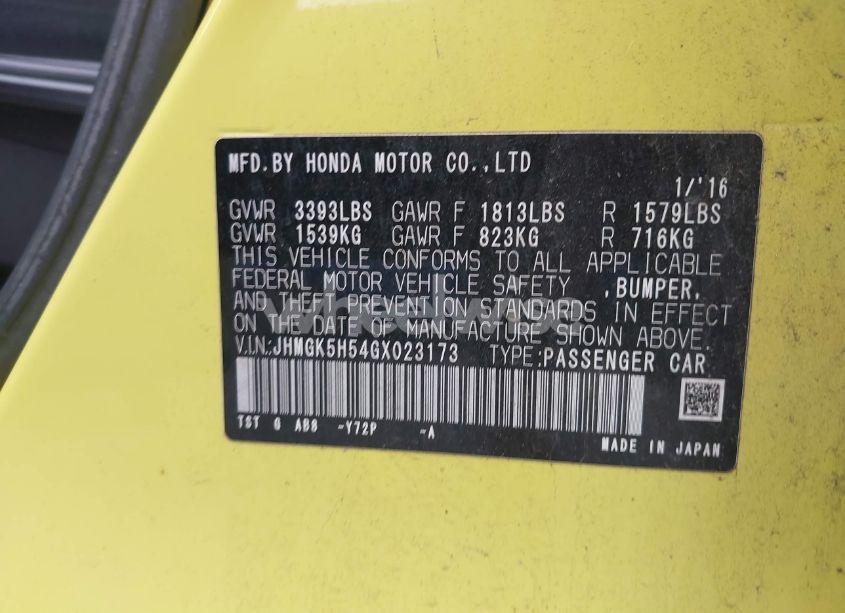 MFD. BY HONDA MOTOR CO.,LTD
1/'16
GVWR 3393LBS GAWR F 1813LBS R 1579LBS
GVWR 1539KG GAWR F 823KG R 716KG
THIS VEHICLE CONFORMS TO ALL APPLICABLE
FEDERAL MOTOR VEHICLE SAFETY ,BUMPER,
AND THEFT PREVENTION STANDARDS IN EFFECT
ON THE DATE OF MANUFACTURE SHOWN ABOVE.
V.IN:JHMGK5H54GX023173 TYPE:PASSENGER CAR
TST 0 AB8 -Y72P -A
MADE IN JAPAN